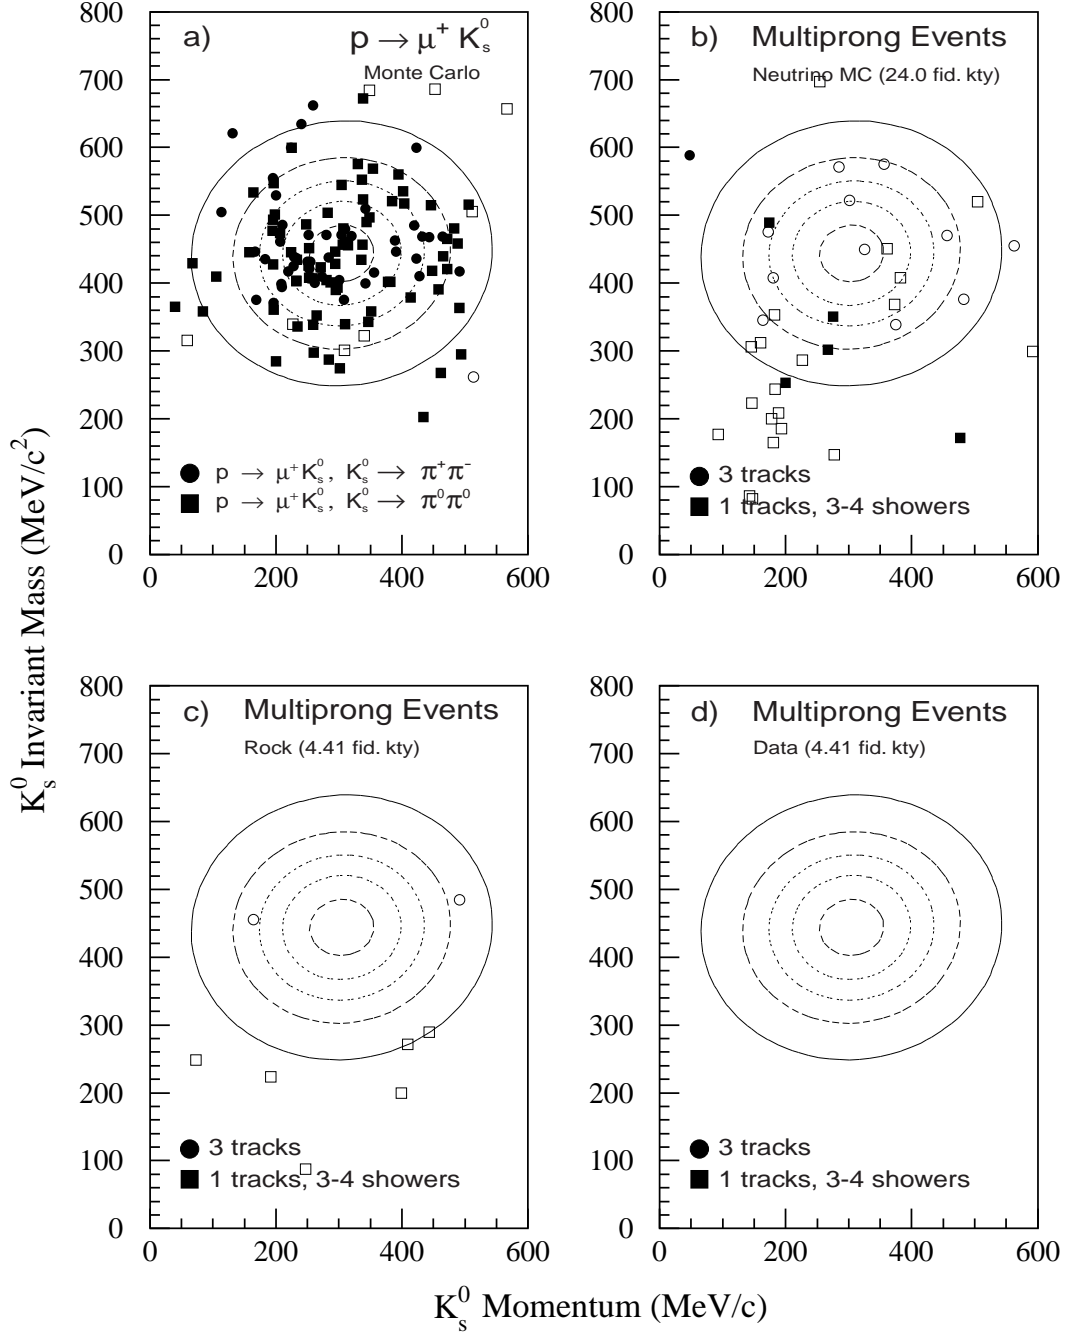 a) p → μ⁺ K⁰ₛ
Monte Carlo
p → μ⁺K⁰ₛ, K⁰ₛ → π⁺π⁻
p → μ⁺K⁰ₛ, K⁰ₛ → π⁰π⁰
800
700
600
500
400
300
200
100
0
0 200 400 600
b) Multiprong Events
Neutrino MC (24.0 fid. kty)
3 tracks
1 tracks, 3-4 showers
800
700
600
500
400
300
200
100
0
0 200 400 600
c) Multiprong Events
Rock (4.41 fid. kty)
3 tracks
1 tracks, 3-4 showers
800
700
600
500
400
300
200
100
0
0 200 400 600
d) Multiprong Events
Data (4.41 fid. kty)
3 tracks
1 tracks, 3-4 showers
800
700
600
500
400
300
200
100
0
0 200 400 600
K⁰ₛ Invariant Mass (MeV/c²)
K⁰ₛ Momentum (MeV/c)